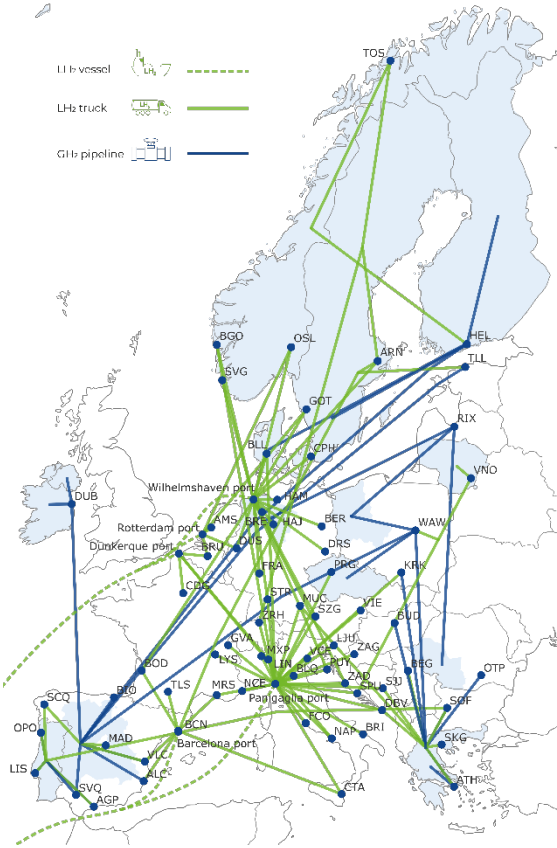 LH₂ vessel
LH₂
LH₂ truck
LH₂
GH₂ pipeline
TOS
BGO
OSL
HEL
ARN
TLL
SVG
GOT
RIX
BLL
CPH
VNO
DUB
Wilhelmshaven port
HAM
AMS
BRE
HAJ
BER
WAW
Rotterdam port
Dunkerque port
BRU
DUS
DRS
CDG
FRA
PRG
KRK
STR
MUC
SZG
VIE
BUD
ZRH
GVA
LYS
MXP
LIN
VCE
LJU
ZAG
BOD
BLQ
PUY
BEG
OTP
BIO
TLS
MRS
NCE
ZAD
SPU
SJJ
Panigaglia port
DBV
SOF
SCQ
OPO
MAD
BCN
Barcelona port
FCO
NAP
BRI
SKG
LIS
VLC
ALC
SVQ
AGP
CTA
ATH